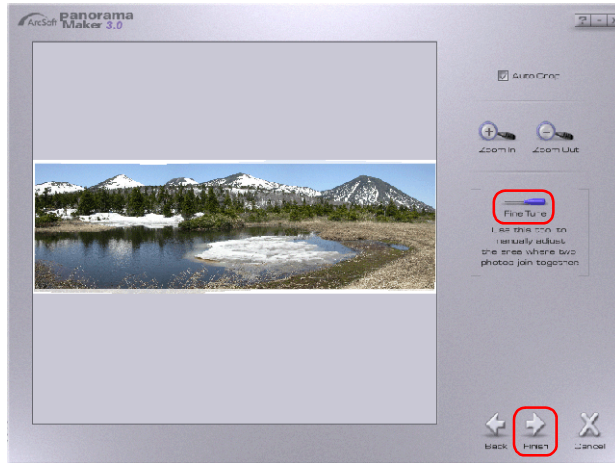 ArcSoft Panorama
Maker 3.0
? -
Auto Crop
Zoom In Zoom Out
Fine Tune
Use this tool to
manually adjust
the area where two
photos join together
Back Finish Cancel